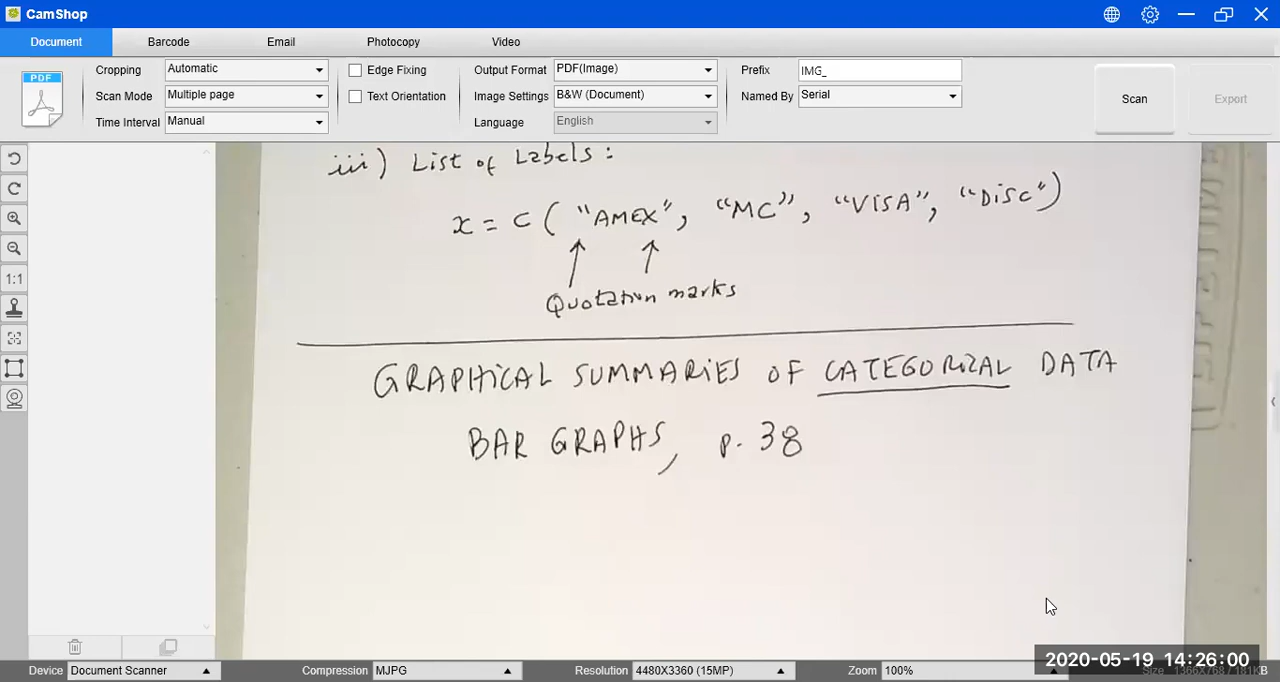 CamShop
Document Barcode Email Photocopy Video
PDF
Cropping Automatic Edge Fixing Output Format PDF(Image) Prefix IMG_
Scan Mode Multiple page Text Orientation Image Settings B&W (Document) Named By Serial Scan Export
Time Interval Manual Language English
1:1
iii) List of Labels :
x = c ( "AMEX", "MC", "VISA", "DISC")
Quotation marks
GRAPHICAL SUMMARIES OF CATEGORICAL DATA
BAR GRAPHS, p. 38
2020-05-19 14:26:00
Device Document Scanner Compression MJPG Resolution 4480X3360 (15MP) Zoom 100%